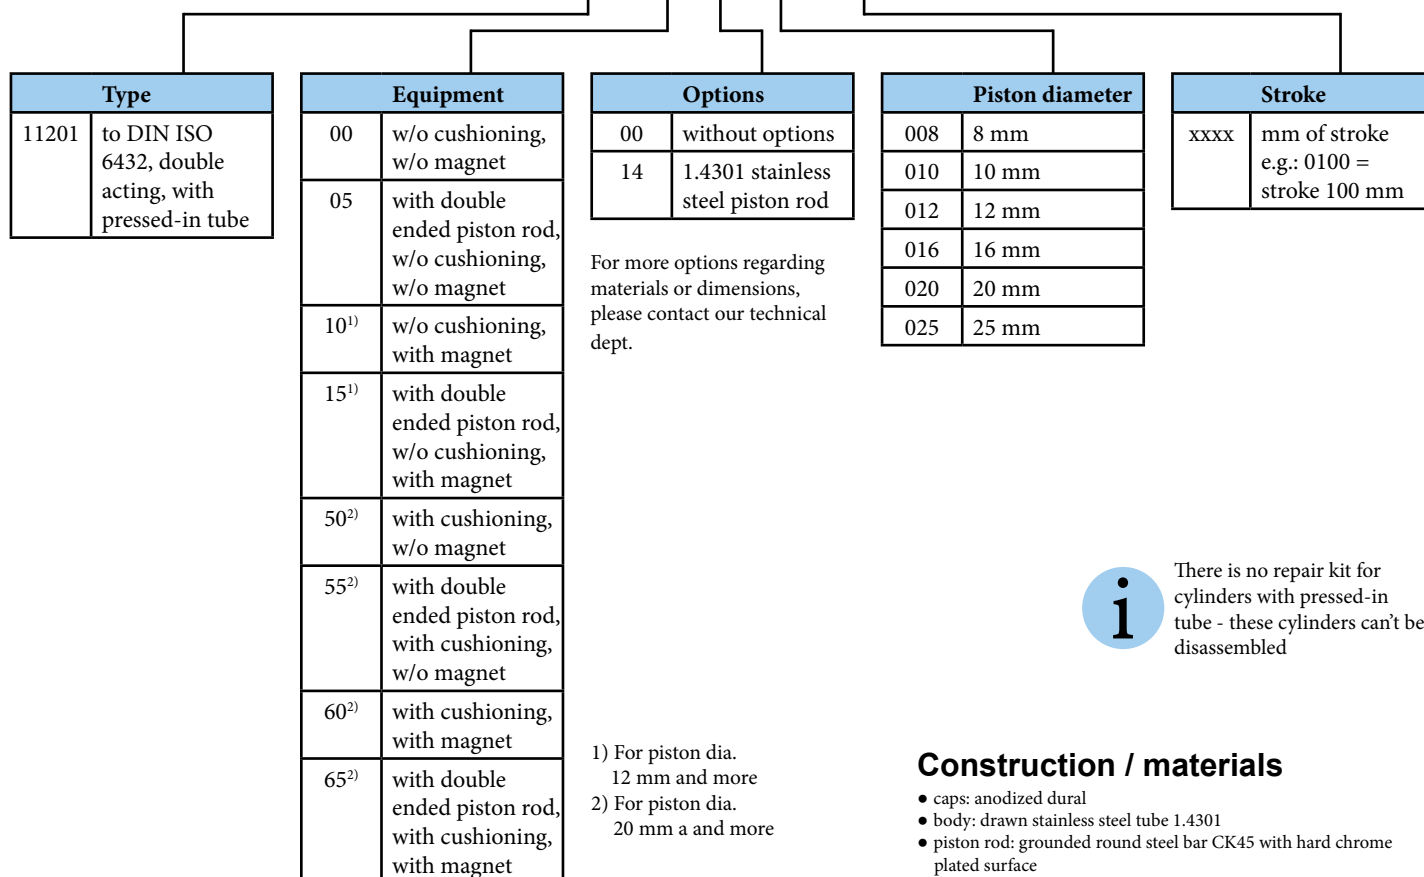 Type
11201
to DIN ISO
6432, double
acting, with
pressed-in tube
Equipment
00
w/o cushioning,
w/o magnet
05
with double
ended piston rod,
w/o cushioning,
w/o magnet
10¹⁾
w/o cushioning,
with magnet
15¹⁾
with double
ended piston rod,
w/o cushioning,
with magnet
50²⁾
with cushioning,
w/o magnet
55²⁾
with double
ended piston rod,
with cushioning,
w/o magnet
60²⁾
with cushioning,
with magnet
65²⁾
with double
ended piston rod,
with cushioning,
with magnet
Options
00
without options
14
1.4301 stainless
steel piston rod
For more options regarding
materials or dimensions,
please contact our technical
dept.
1) For piston dia.
12 mm and more
2) For piston dia.
20 mm a and more
Piston diameter
008 8 mm
010 10 mm
012 12 mm
016 16 mm
020 20 mm
025 25 mm
Stroke
xxxx
mm of stroke
e.g.: 0100 =
stroke 100 mm
i
There is no repair kit for
cylinders with pressed-in
tube - these cylinders can't be
disassembled
Construction / materials
● caps: anodized dural
● body: drawn stainless steel tube 1.4301
● piston rod: grounded round steel bar CK45 with hard chrome
plated surface